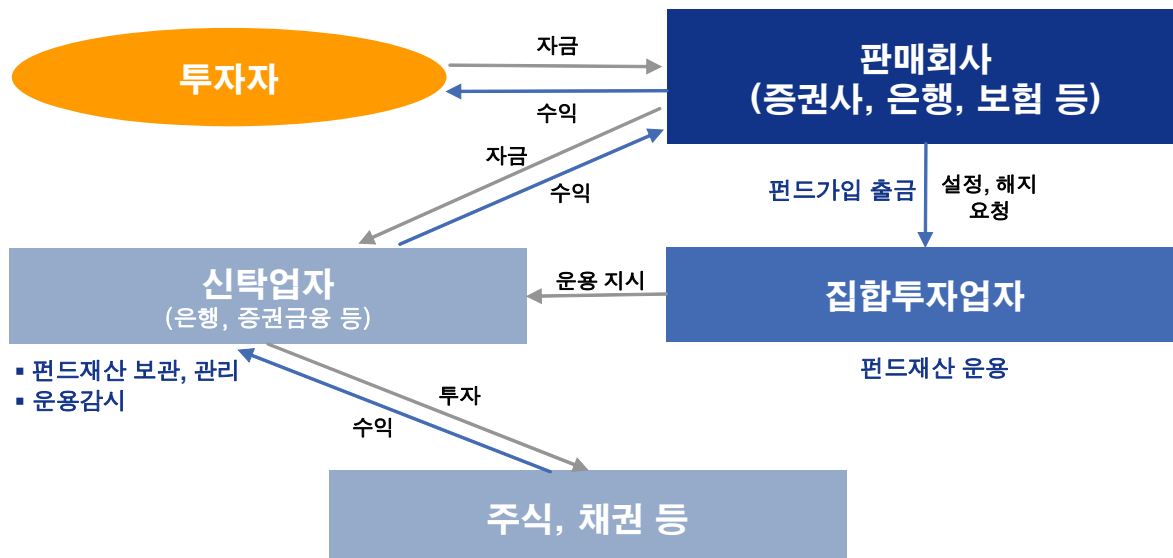 투자자
자금
수익
판매회사
(증권사, 은행, 보험 등)
자금
수익
펀드가입 출금
설정, 해지
요청
신탁업자
(은행, 증권금융 등)
운용 지시
집합투자업자
▪ 펀드재산 보관, 관리
▪ 운용감시
펀드재산 운용
투자
수익
주식, 채권 등